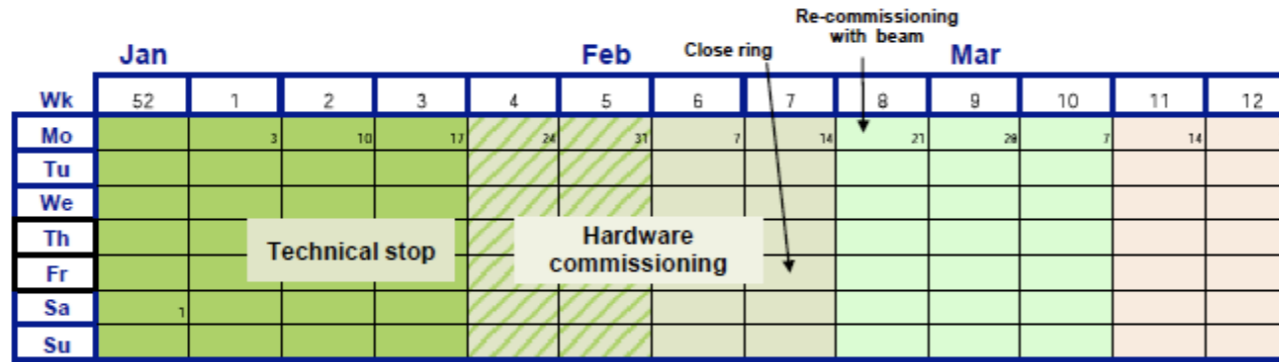 Re-commissioning
with beam
Jan Feb Close ring Mar
Wk 52 1 2 3 4 5 6 7 8 9 10 11 12
Mo 3 10 17 24 31 7 14 21 28 7 14
Tu
We
Th
Technical stop
Hardware
commissioning
Fr
Sa 1
Su